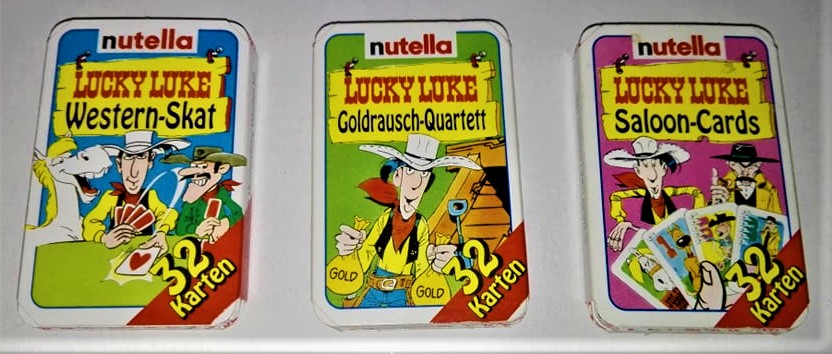 nutella
LUCKY LUKE
Western-Skat
32
Karten
nutella
LUCKY LUKE
Goldrausch-Quartett
GOLD
GOLD
32
Karten
nutella
LUCKY LUKE
Saloon-Cards
32
Karten